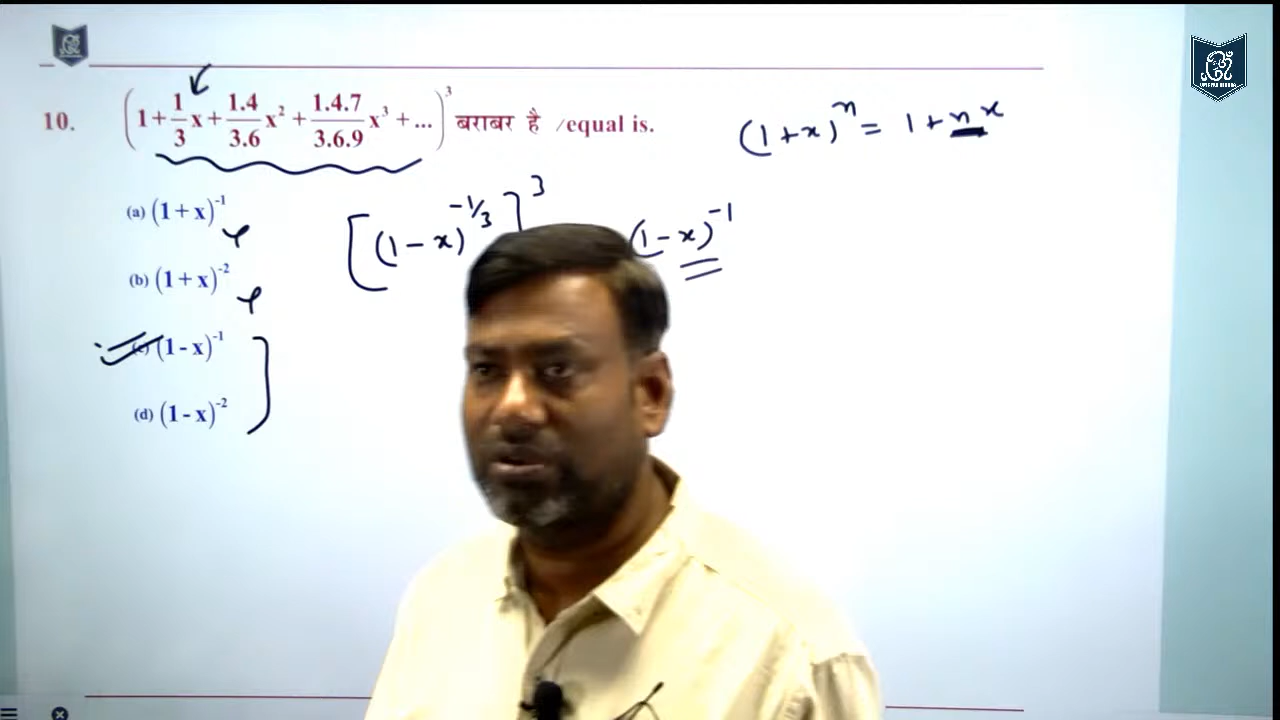 10. (1 + 1/3 x + 1.4/3.6 x² + 1.4.7/3.6.9 x³ + ...)³ बराबर है /equal is.
(1+x)ⁿ = 1 + nx
(a) (1 + x)⁻¹
(b) (1 + x)⁻²
(1 - x)⁻¹
(d) (1 - x)⁻²
[(1 - x)^(-1/3)]³
(1 - x)⁻¹